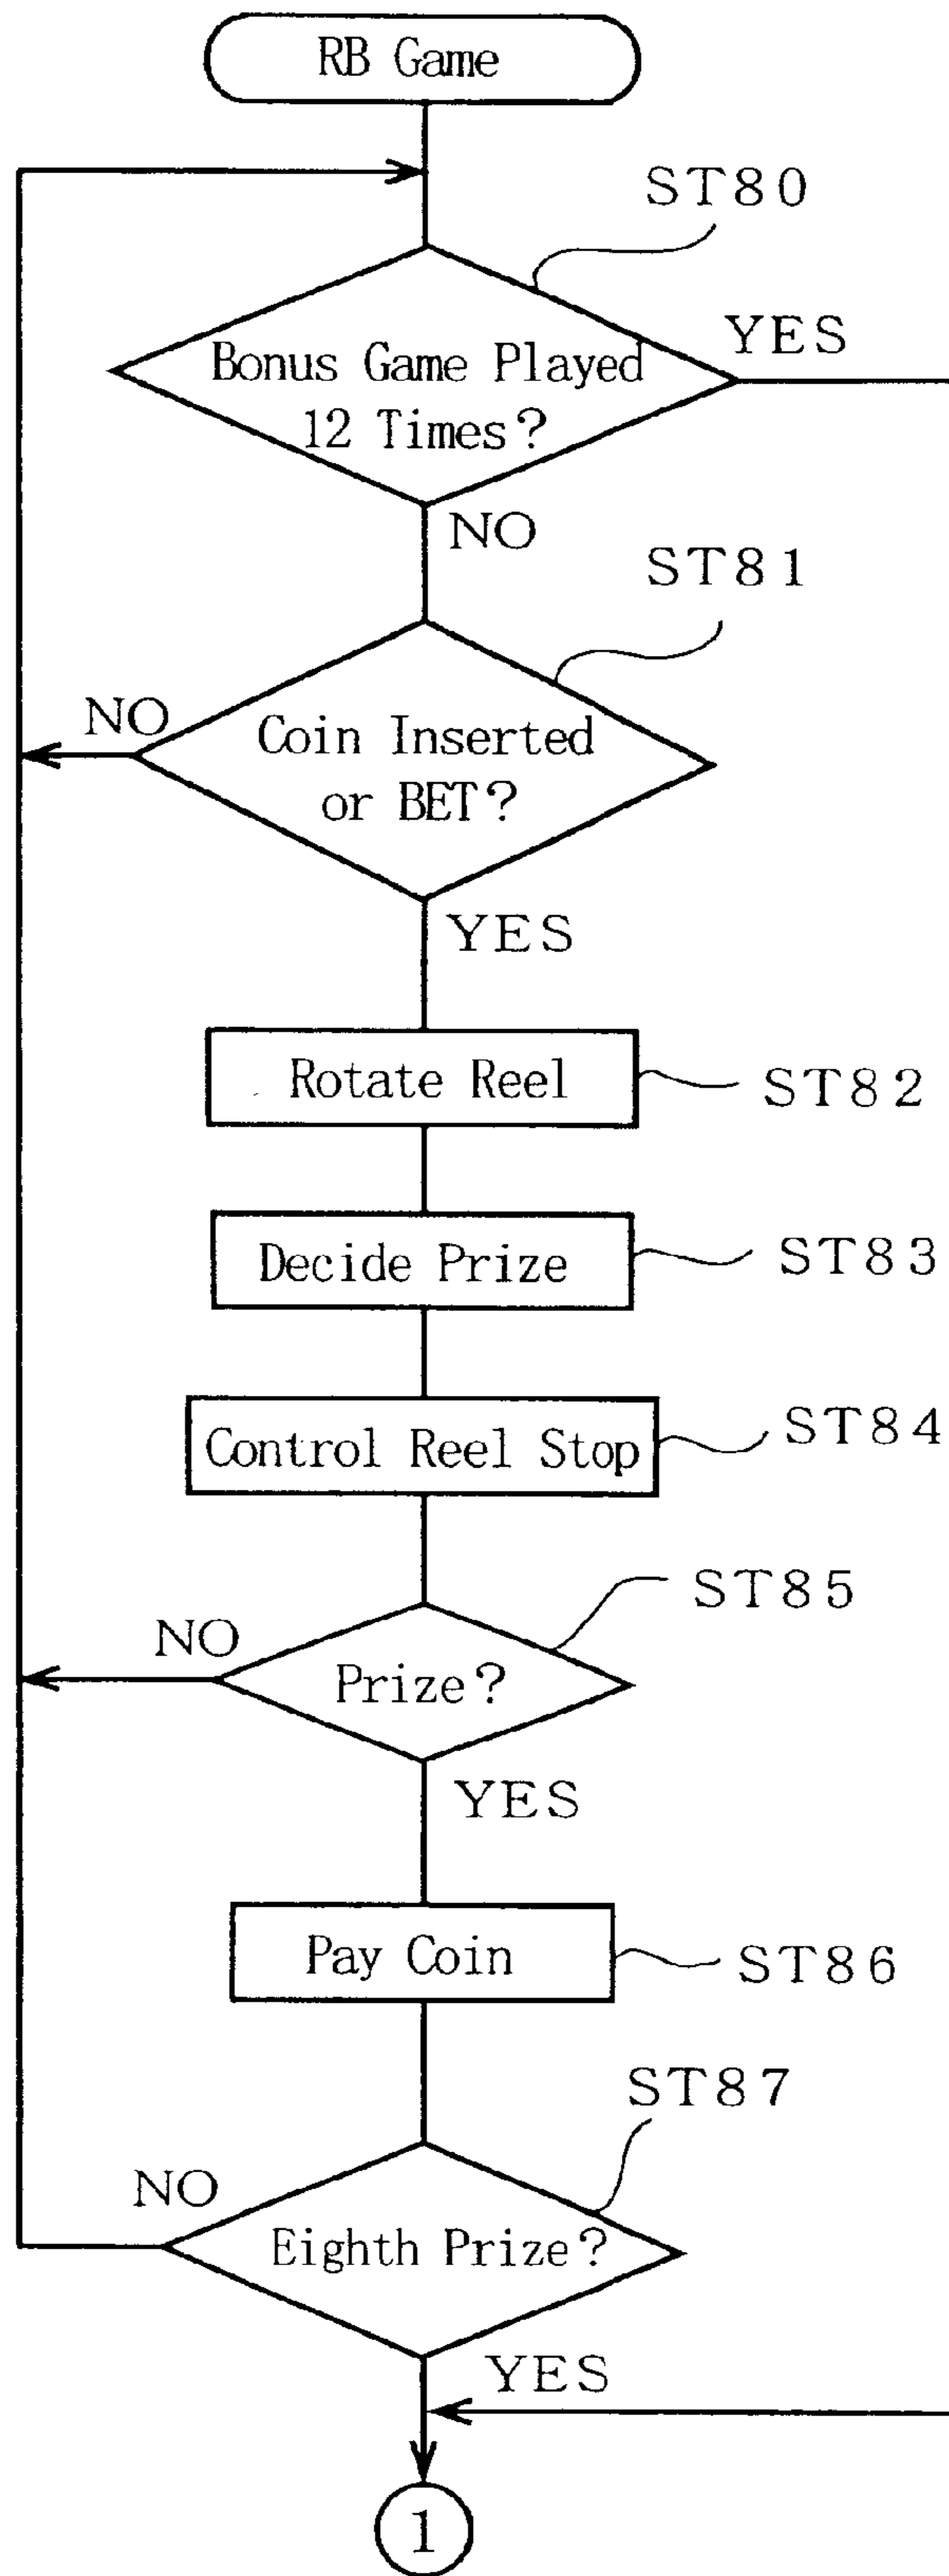 RB Game
ST80
Bonus Game Played
12 Times?
YES
NO
ST81
Coin Inserted
or BET?
NO
YES
Rotate Reel
ST82
Decide Prize
ST83
Control Reel Stop
ST84
ST85
NO
Prize?
YES
Pay Coin
ST86
ST87
NO
Eighth Prize?
YES
1